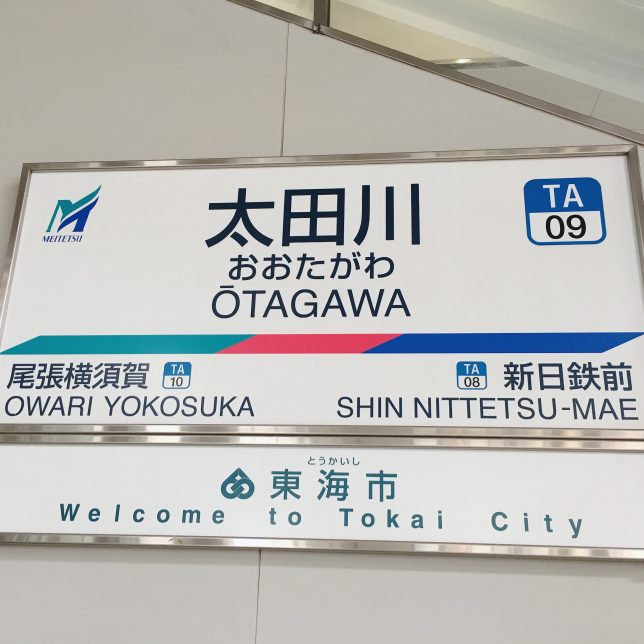 MEITETSU
太田川
おおたがわ
ŌTAGAWA
TA
09
尾張横須賀
TA
10
OWARI YOKOSUKA
TA
08
新日鉄前
SHIN NITTETSU-MAE
とうかいし
東海市
Welcome to Tokai City